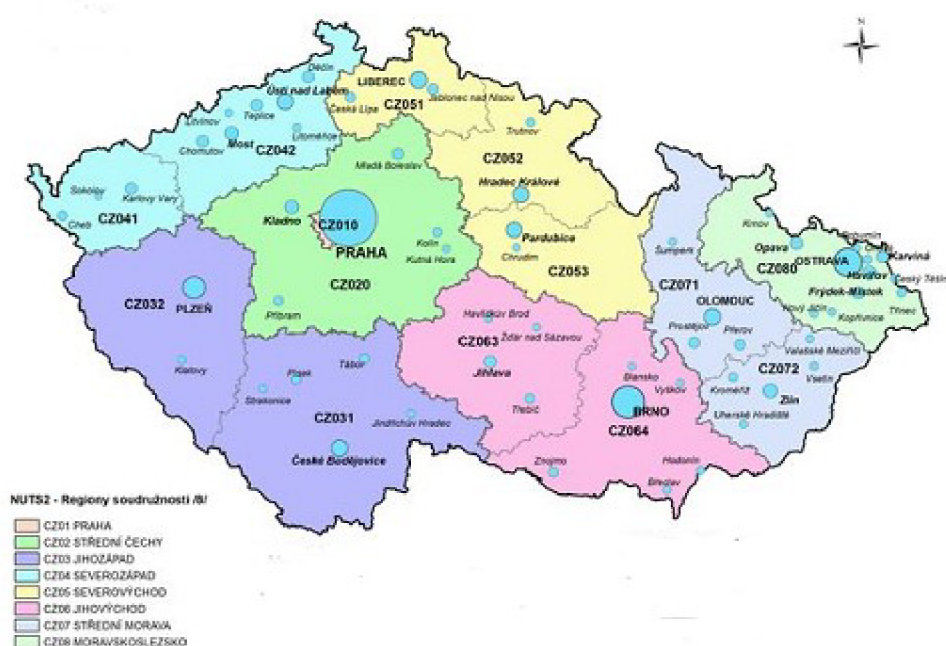 N
Děčín
Ústí nad Labem
Teplice
Litvínov
Most
Litoměřice
Chomutov
CZ042
LIBEREC
CZ051
Jablonec nad Nisou
Česká Lípa
Trutnov
CZ052
Hradec Králové
Mladá Boleslav
Sokolov
Karlovy Vary
Cheb
CZ041
Kladno
CZ010
PRAHA
Kolín
Kutná Hora
CZ020
Příbram
Pardubice
Chrudim
CZ053
CZ032
PLZEŇ
Klatovy
Šumperk
CZ071
OLOMOUC
Prostějov
Přerov
Krnov
Opava
OSTRAVA
CZ080
Bohumín
Karviná
Havířov
Český Těšín
Frýdek-Místek
Třinec
Nový Jičín
Kopřivnice
Valašské Meziříčí
CZ072
Vsetín
Kroměříž
Zlín
Uherské Hradiště
Havlíčkův Brod
CZ063
Žďár nad Sázavou
Jihlava
Třebíč
Blansko
Vyškov
BRNO
CZ064
Znojmo
Hodonín
Břeclav
Tábor
Písek
Strakonice
CZ031
Jindřichův Hradec
České Budějovice
NUTS2 - Regiony soudružnosti /8/
CZ01 PRAHA
CZ02 STŘEDNÍ ČECHY
CZ03 JIHOZÁPAD
CZ04 SEVEROZÁPAD
CZ05 SEVEROVÝCHOD
CZ06 JIHOVÝCHOD
CZ07 STŘEDNÍ MORAVA
CZ08 MORAVSKOSLEZSKO